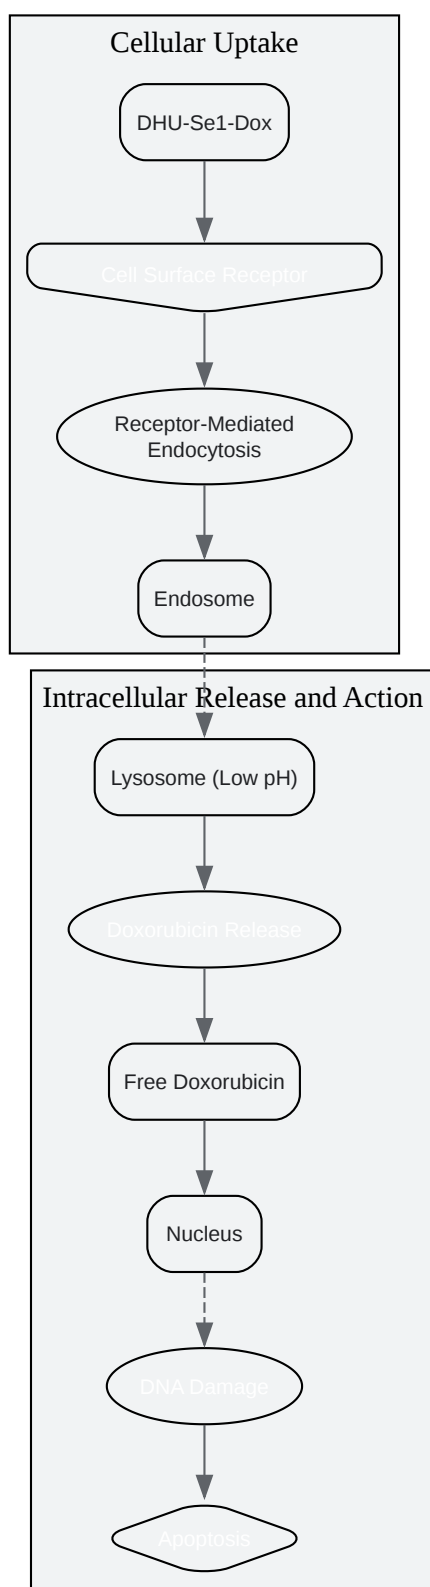 Cellular Uptake
DHU-Se1-Dox
Cell Surface Receptor
Receptor-Mediated
Endocytosis
Endosome
Intracellular Release and Action
Lysosome (Low pH)
Doxorubicin Release
Free Doxorubicin
Nucleus
DNA Damage
Apoptosis